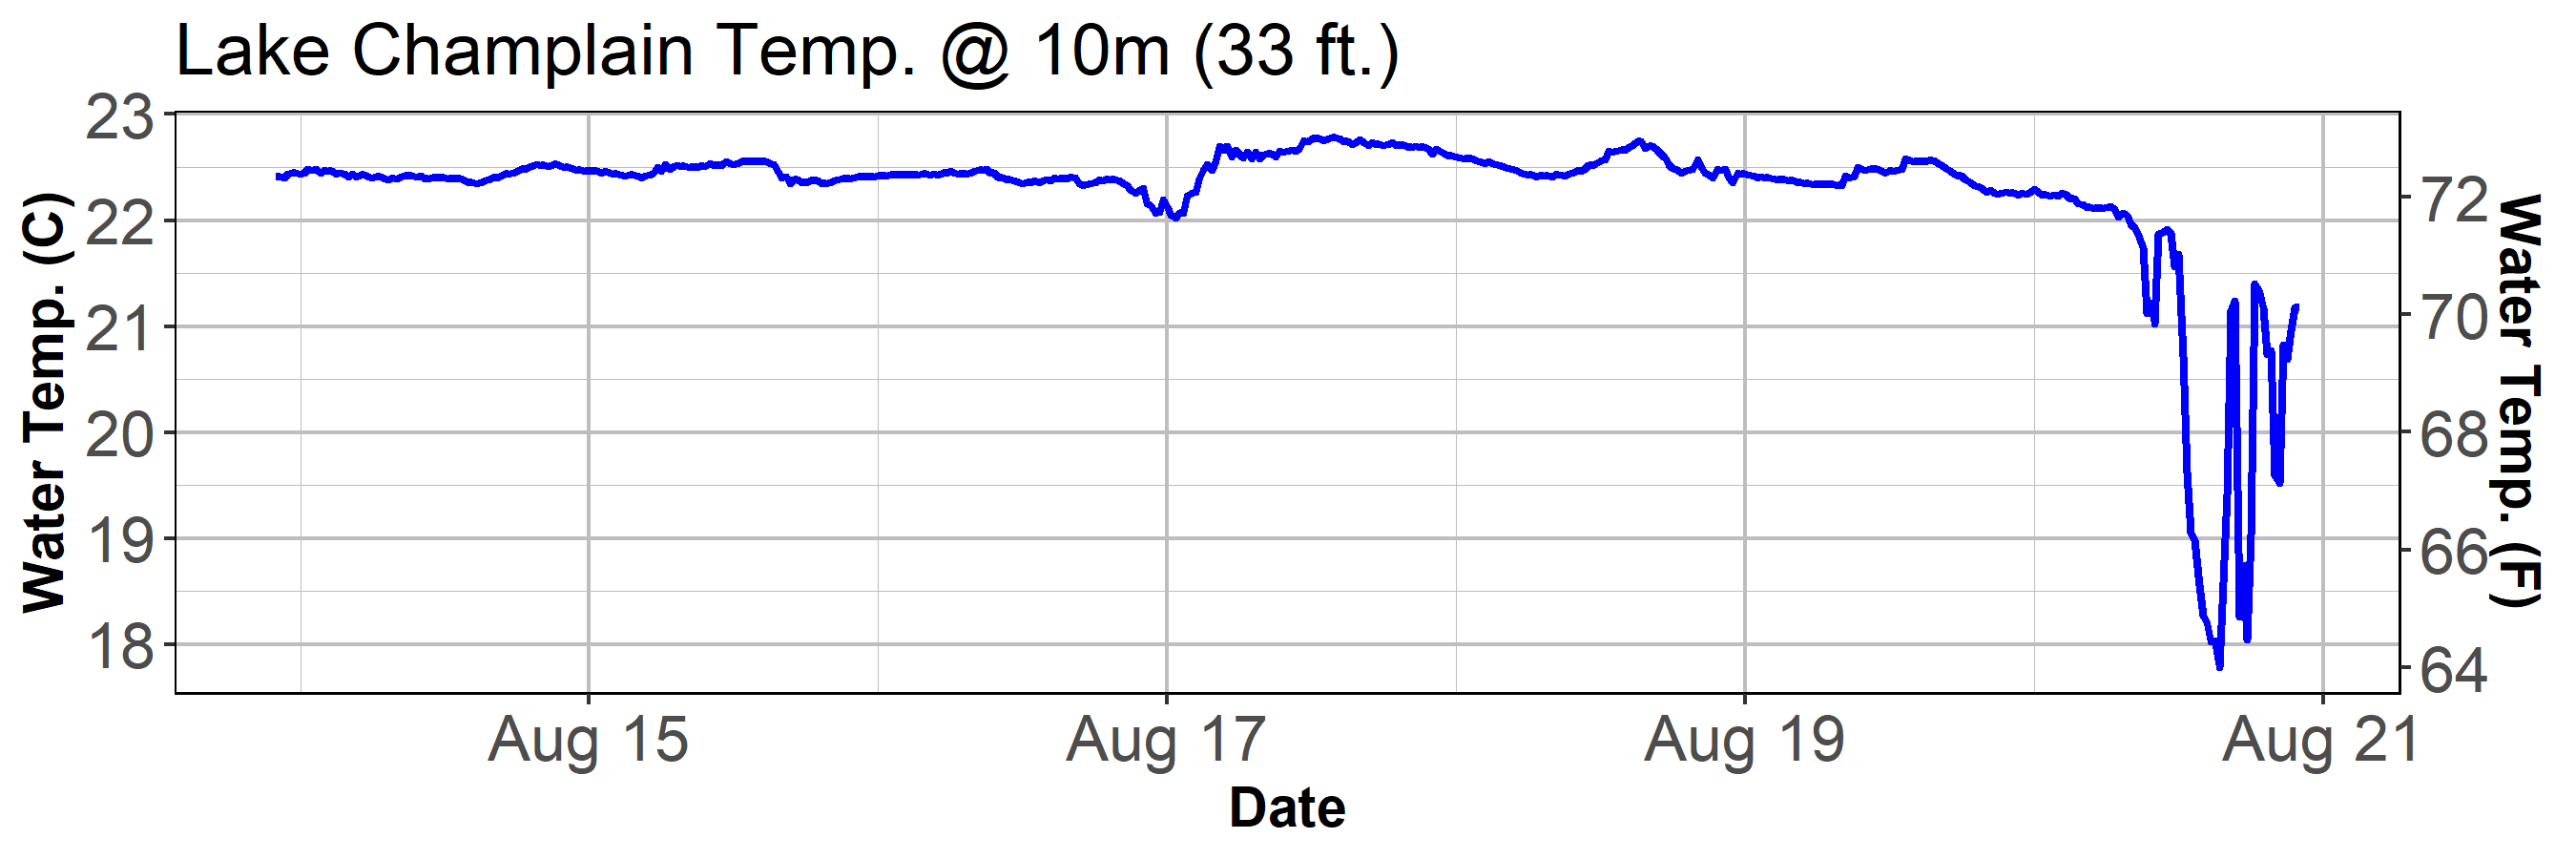 Lake Champlain Temp. @ 10m (33 ft.)
Water Temp. (C)
23
22
21
20
19
18
72
70
68
66
64
Water Temp. (F)
Aug 15 Aug 17 Aug 19 Aug 21
Date